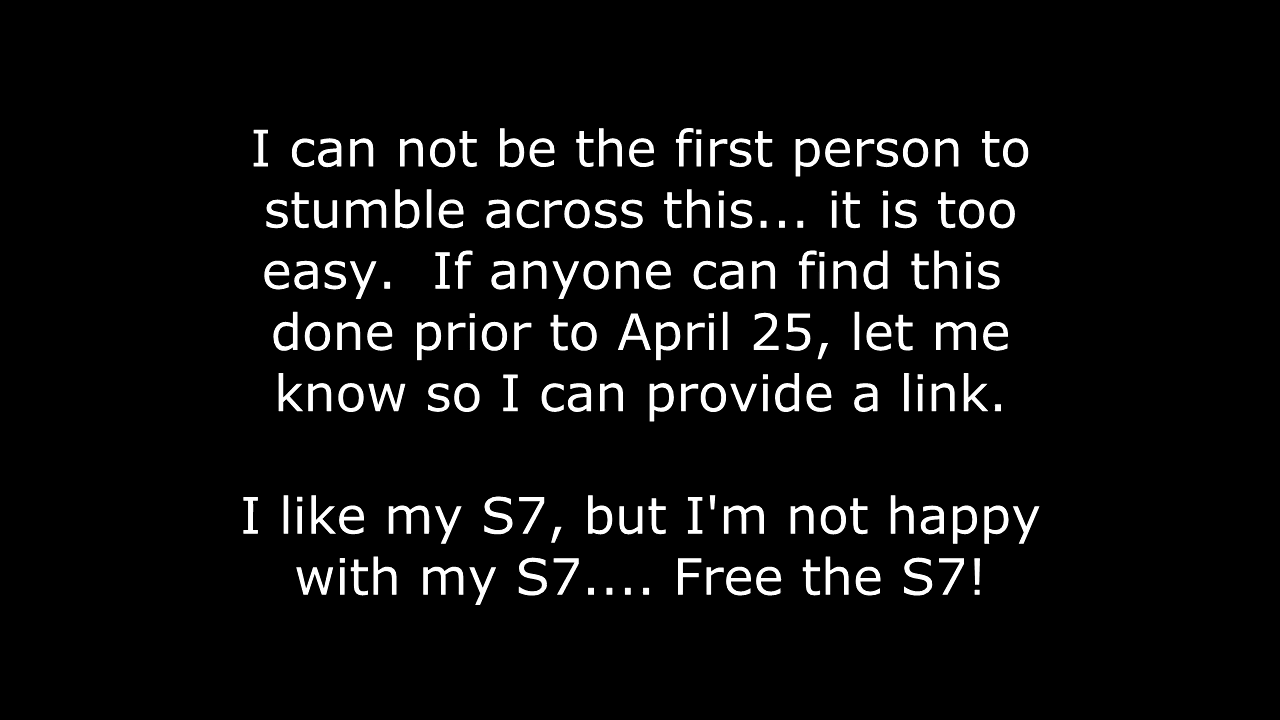 I can not be the first person to
stumble across this... it is too
easy.  If anyone can find this
done prior to April 25, let me
know so I can provide a link.
I like my S7, but I'm not happy
with my S7.... Free the S7!